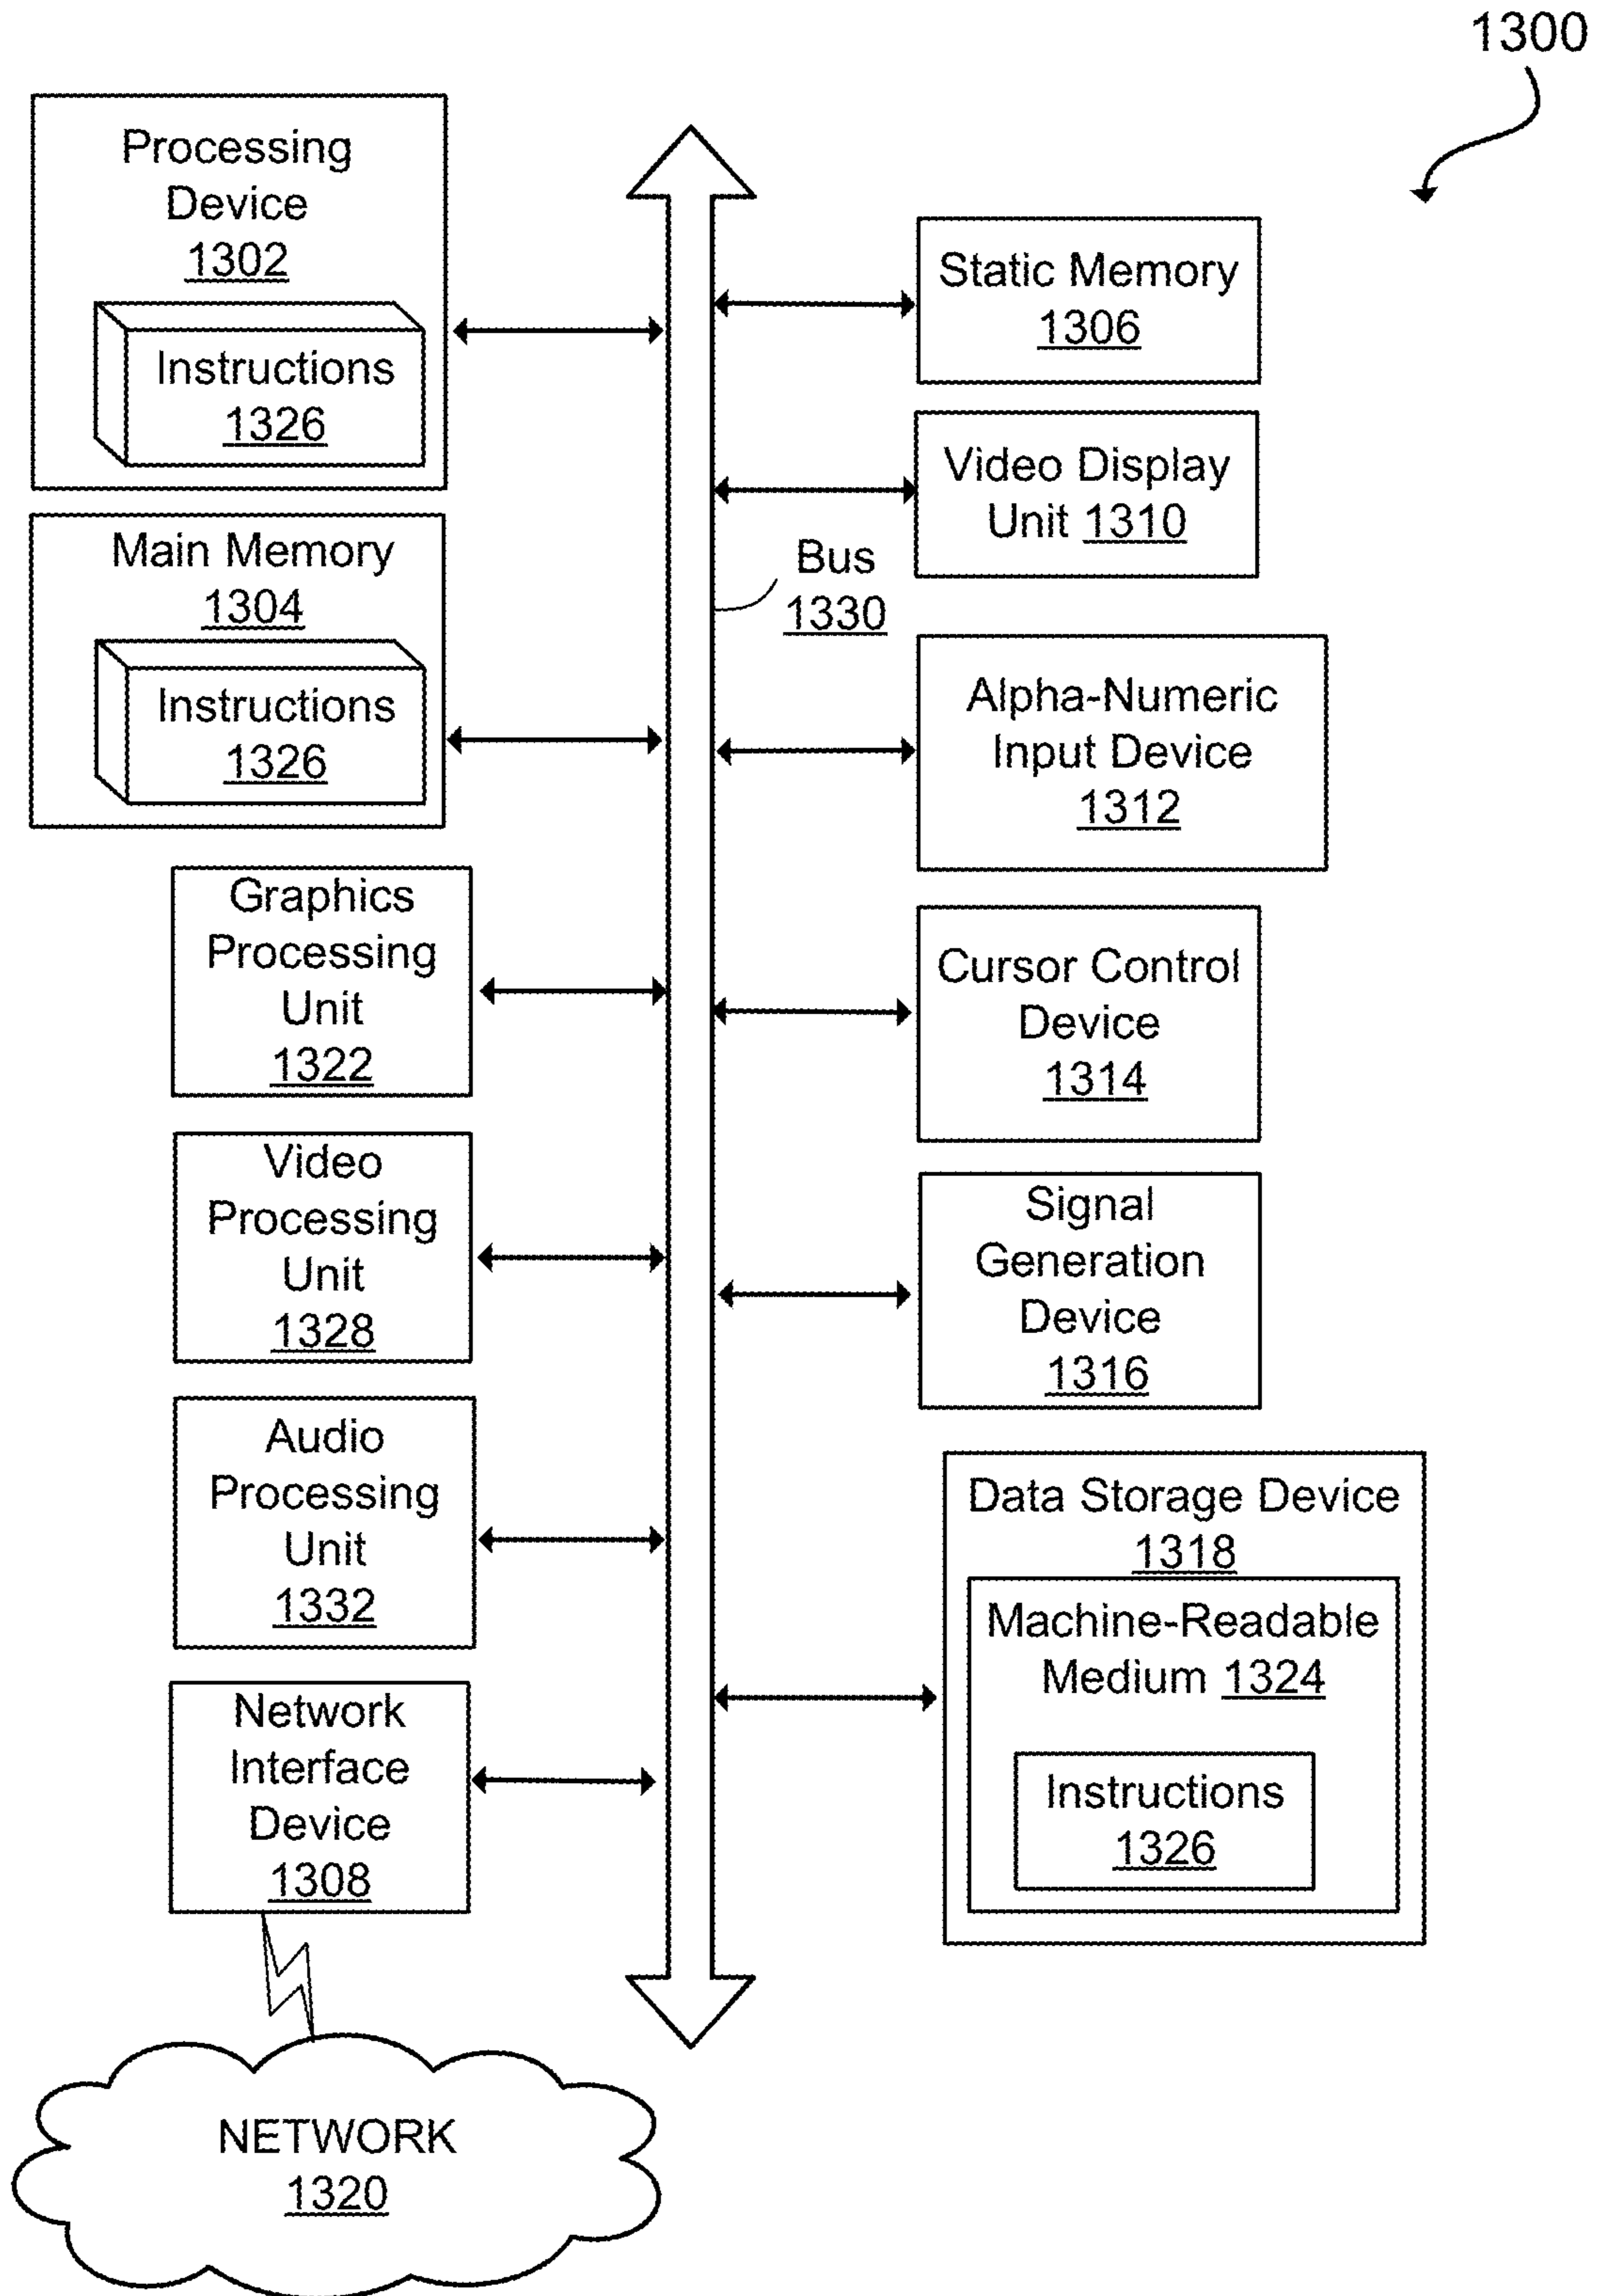 1300
Processing
Device
1302
Instructions
1326
Main Memory
1304
Instructions
1326
Graphics
Processing
Unit
1322
Video
Processing
Unit
1328
Audio
Processing
Unit
1332
Network
Interface
Device
1308
NETWORK
1320
Bus
1330
Static Memory
1306
Video Display
Unit 1310
Alpha-Numeric
Input Device
1312
Cursor Control
Device
1314
Signal
Generation
Device
1316
Data Storage Device
1318
Machine-Readable
Medium 1324
Instructions
1326